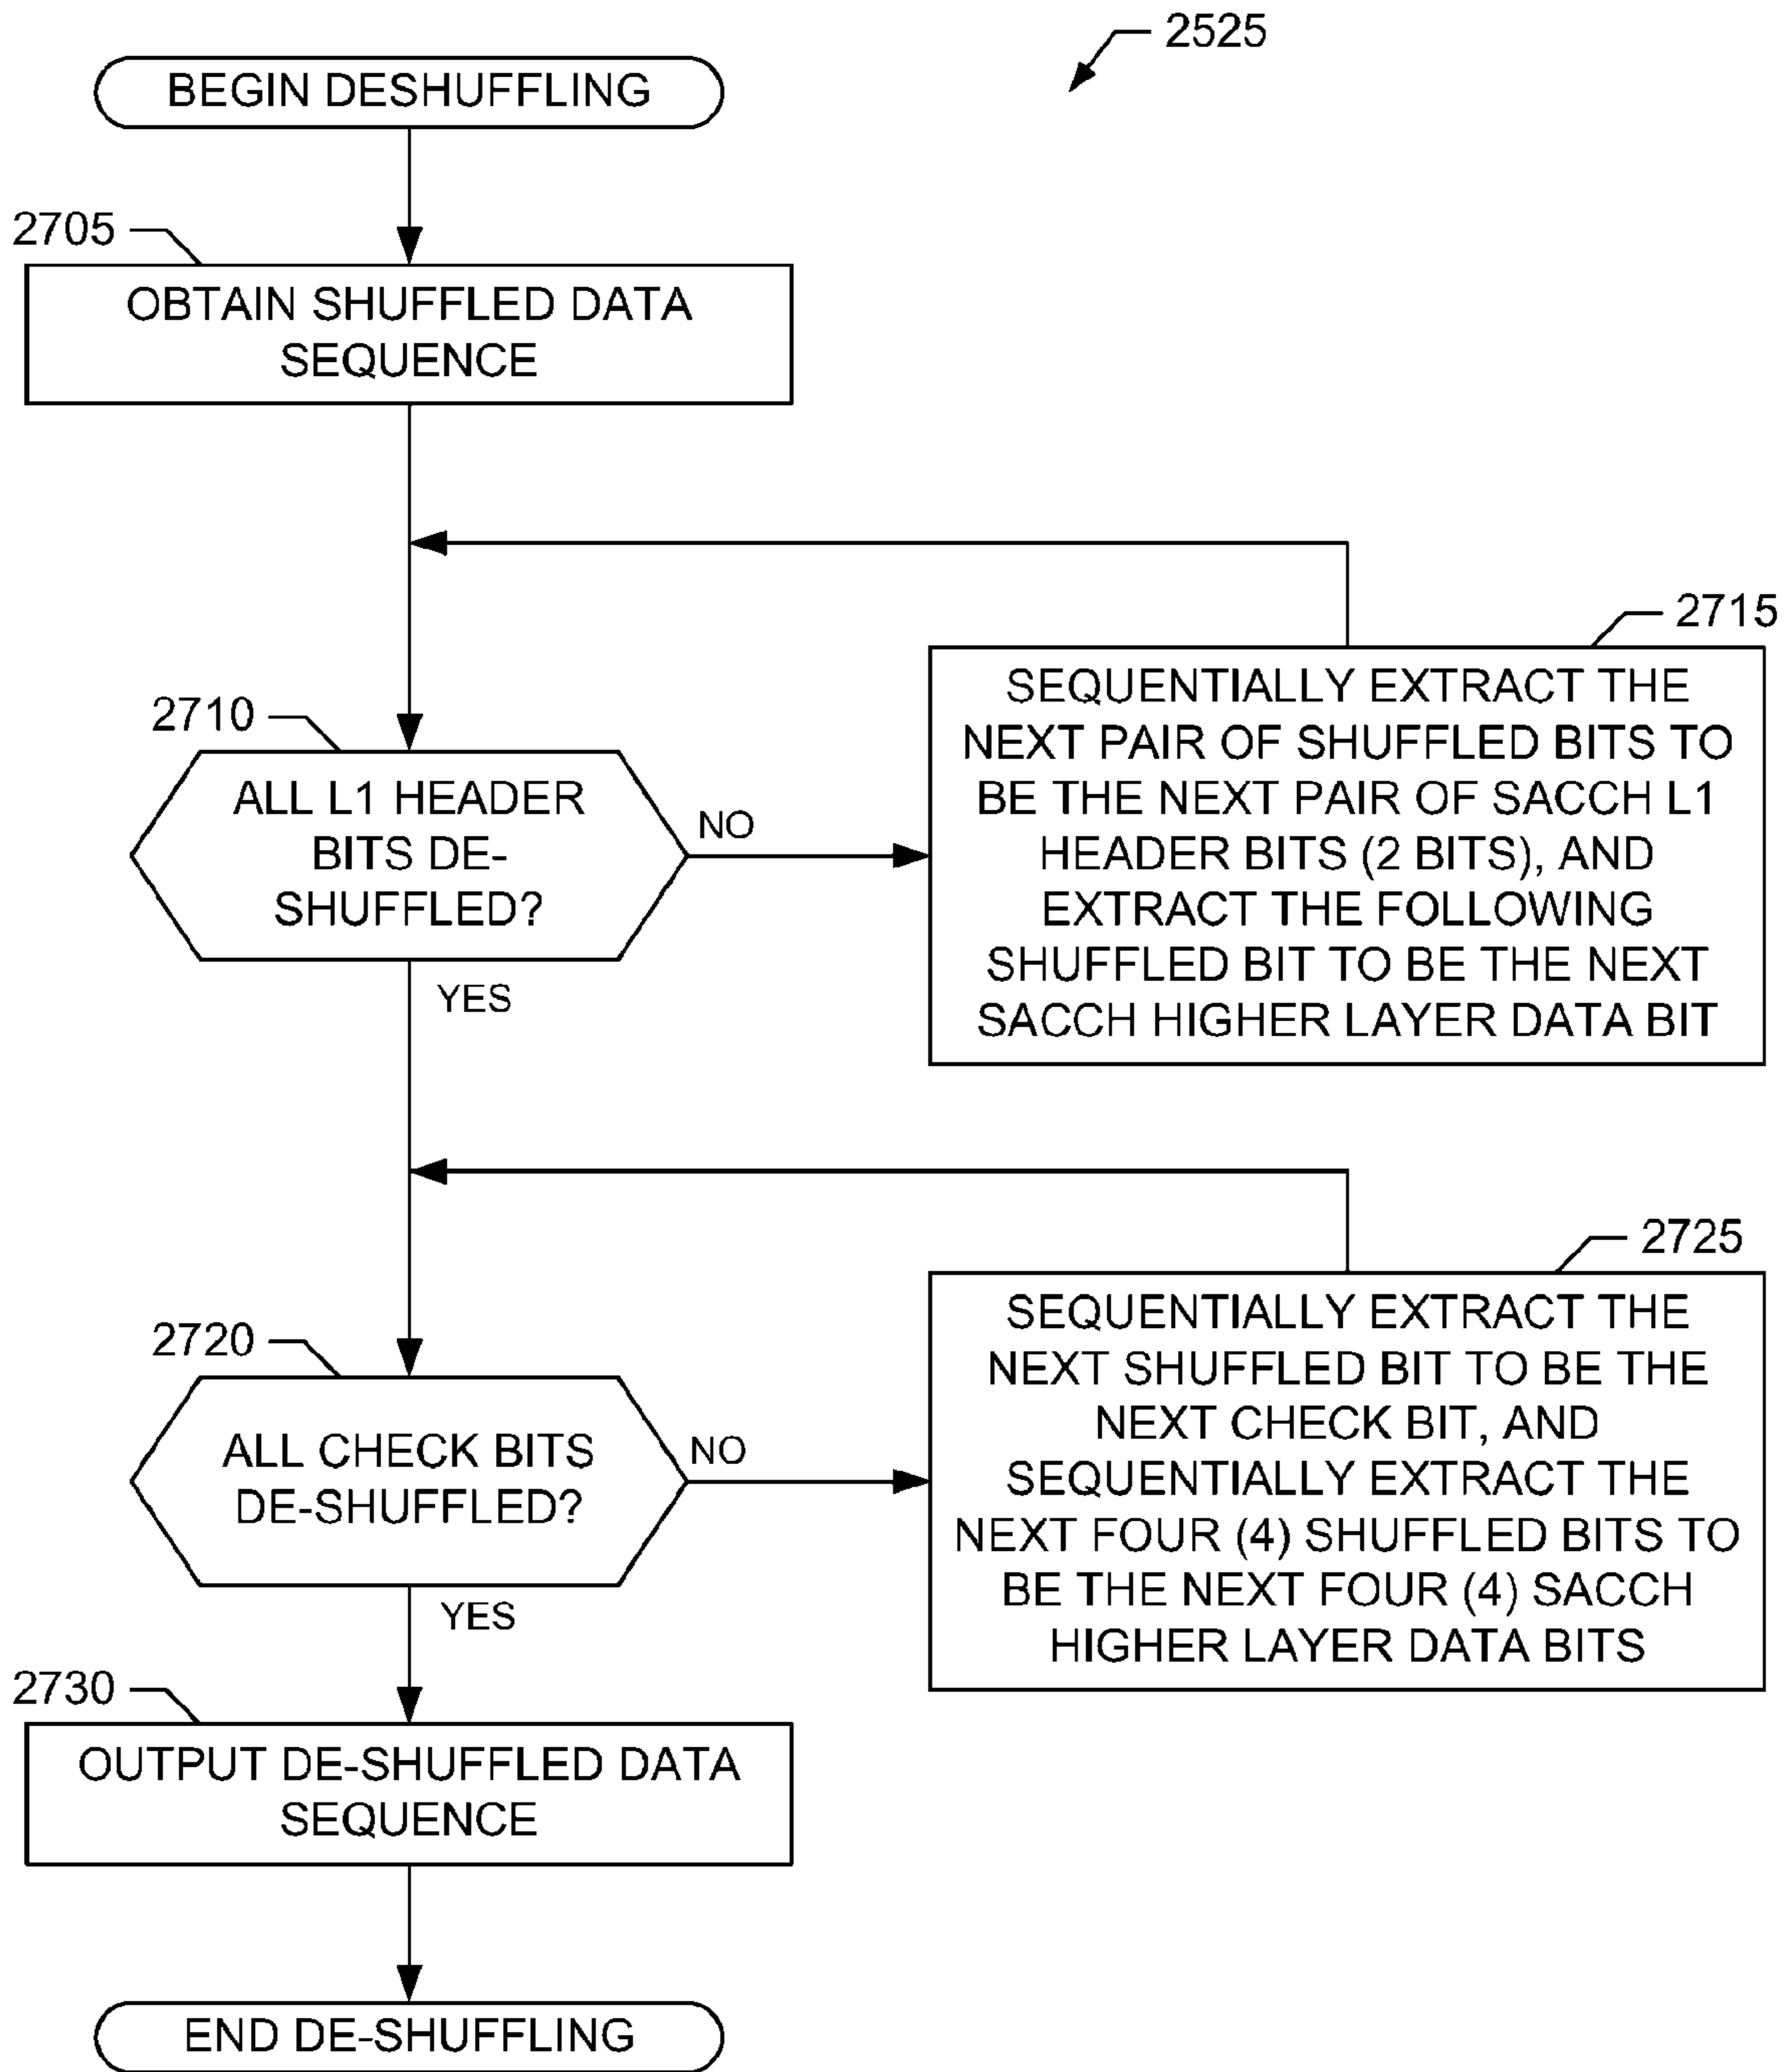 2525
BEGIN DESHUFFLING
2705
OBTAIN SHUFFLED DATA
SEQUENCE
2710
ALL L1 HEADER
BITS DE-
SHUFFLED?
NO
YES
2715
SEQUENTIALLY EXTRACT THE
NEXT PAIR OF SHUFFLED BITS TO
BE THE NEXT PAIR OF SACCH L1
HEADER BITS (2 BITS), AND
EXTRACT THE FOLLOWING
SHUFFLED BIT TO BE THE NEXT
SACCH HIGHER LAYER DATA BIT
2720
ALL CHECK BITS
DE-SHUFFLED?
NO
YES
2725
SEQUENTIALLY EXTRACT THE
NEXT SHUFFLED BIT TO BE THE
NEXT CHECK BIT, AND
SEQUENTIALLY EXTRACT THE
NEXT FOUR (4) SHUFFLED BITS TO
BE THE NEXT FOUR (4) SACCH
HIGHER LAYER DATA BITS
2730
OUTPUT DE-SHUFFLED DATA
SEQUENCE
END DE-SHUFFLING